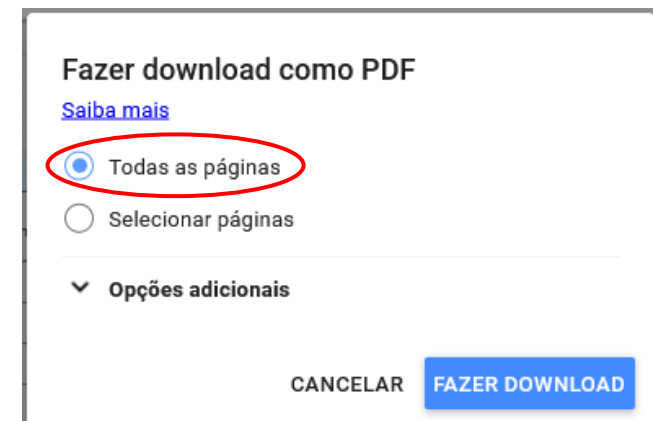 Fazer download como PDF
Saiba mais
Todas as páginas
Selecionar páginas
Opções adicionais
CANCELAR FAZER DOWNLOAD